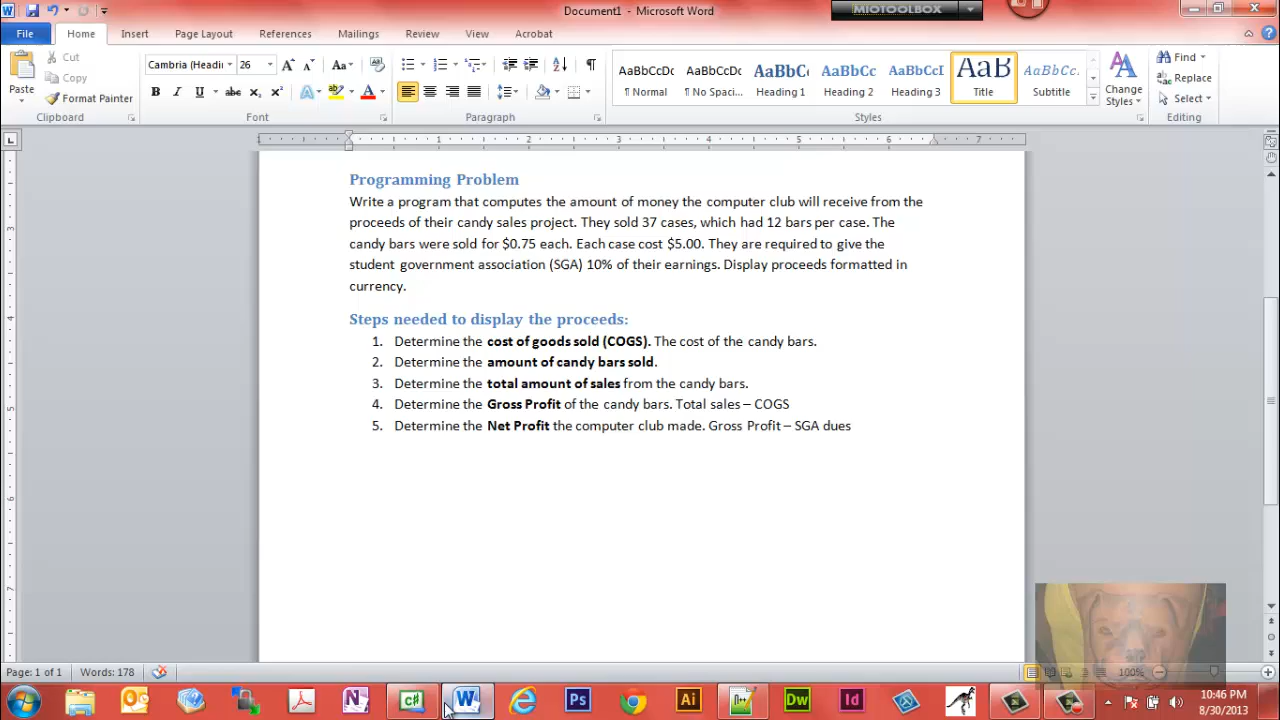 Document1 - Microsoft Word
MIOTOOLBOX
File Home Insert Page Layout References Mailings Review View Acrobat
Cut
Copy
Format Painter
Paste
Clipboard
Cambria (Headi 26
Font
Paragraph
AaBbCcDc AaBbCcDc AaBbCc AaBbCc AaBbCcI AaB AaBbCc.
¶ Normal ¶ No Spaci... Heading 1 Heading 2 Heading 3 Title Subtitle
Change Styles
Styles
Find
Replace
Select
Editing
Programming Problem
Write a program that computes the amount of money the computer club will receive from the
proceeds of their candy sales project. They sold 37 cases, which had 12 bars per case. The
candy bars were sold for $0.75 each. Each case cost $5.00. They are required to give the
student government association (SGA) 10% of their earnings. Display proceeds formatted in
currency.
Steps needed to display the proceeds:
1. Determine the cost of goods sold (COGS). The cost of the candy bars.
2. Determine the amount of candy bars sold.
3. Determine the total amount of sales from the candy bars.
4. Determine the Gross Profit of the candy bars. Total sales – COGS
5. Determine the Net Profit the computer club made. Gross Profit – SGA dues
Page: 1 of 1 Words: 178
100%
10:46 PM
8/30/2013